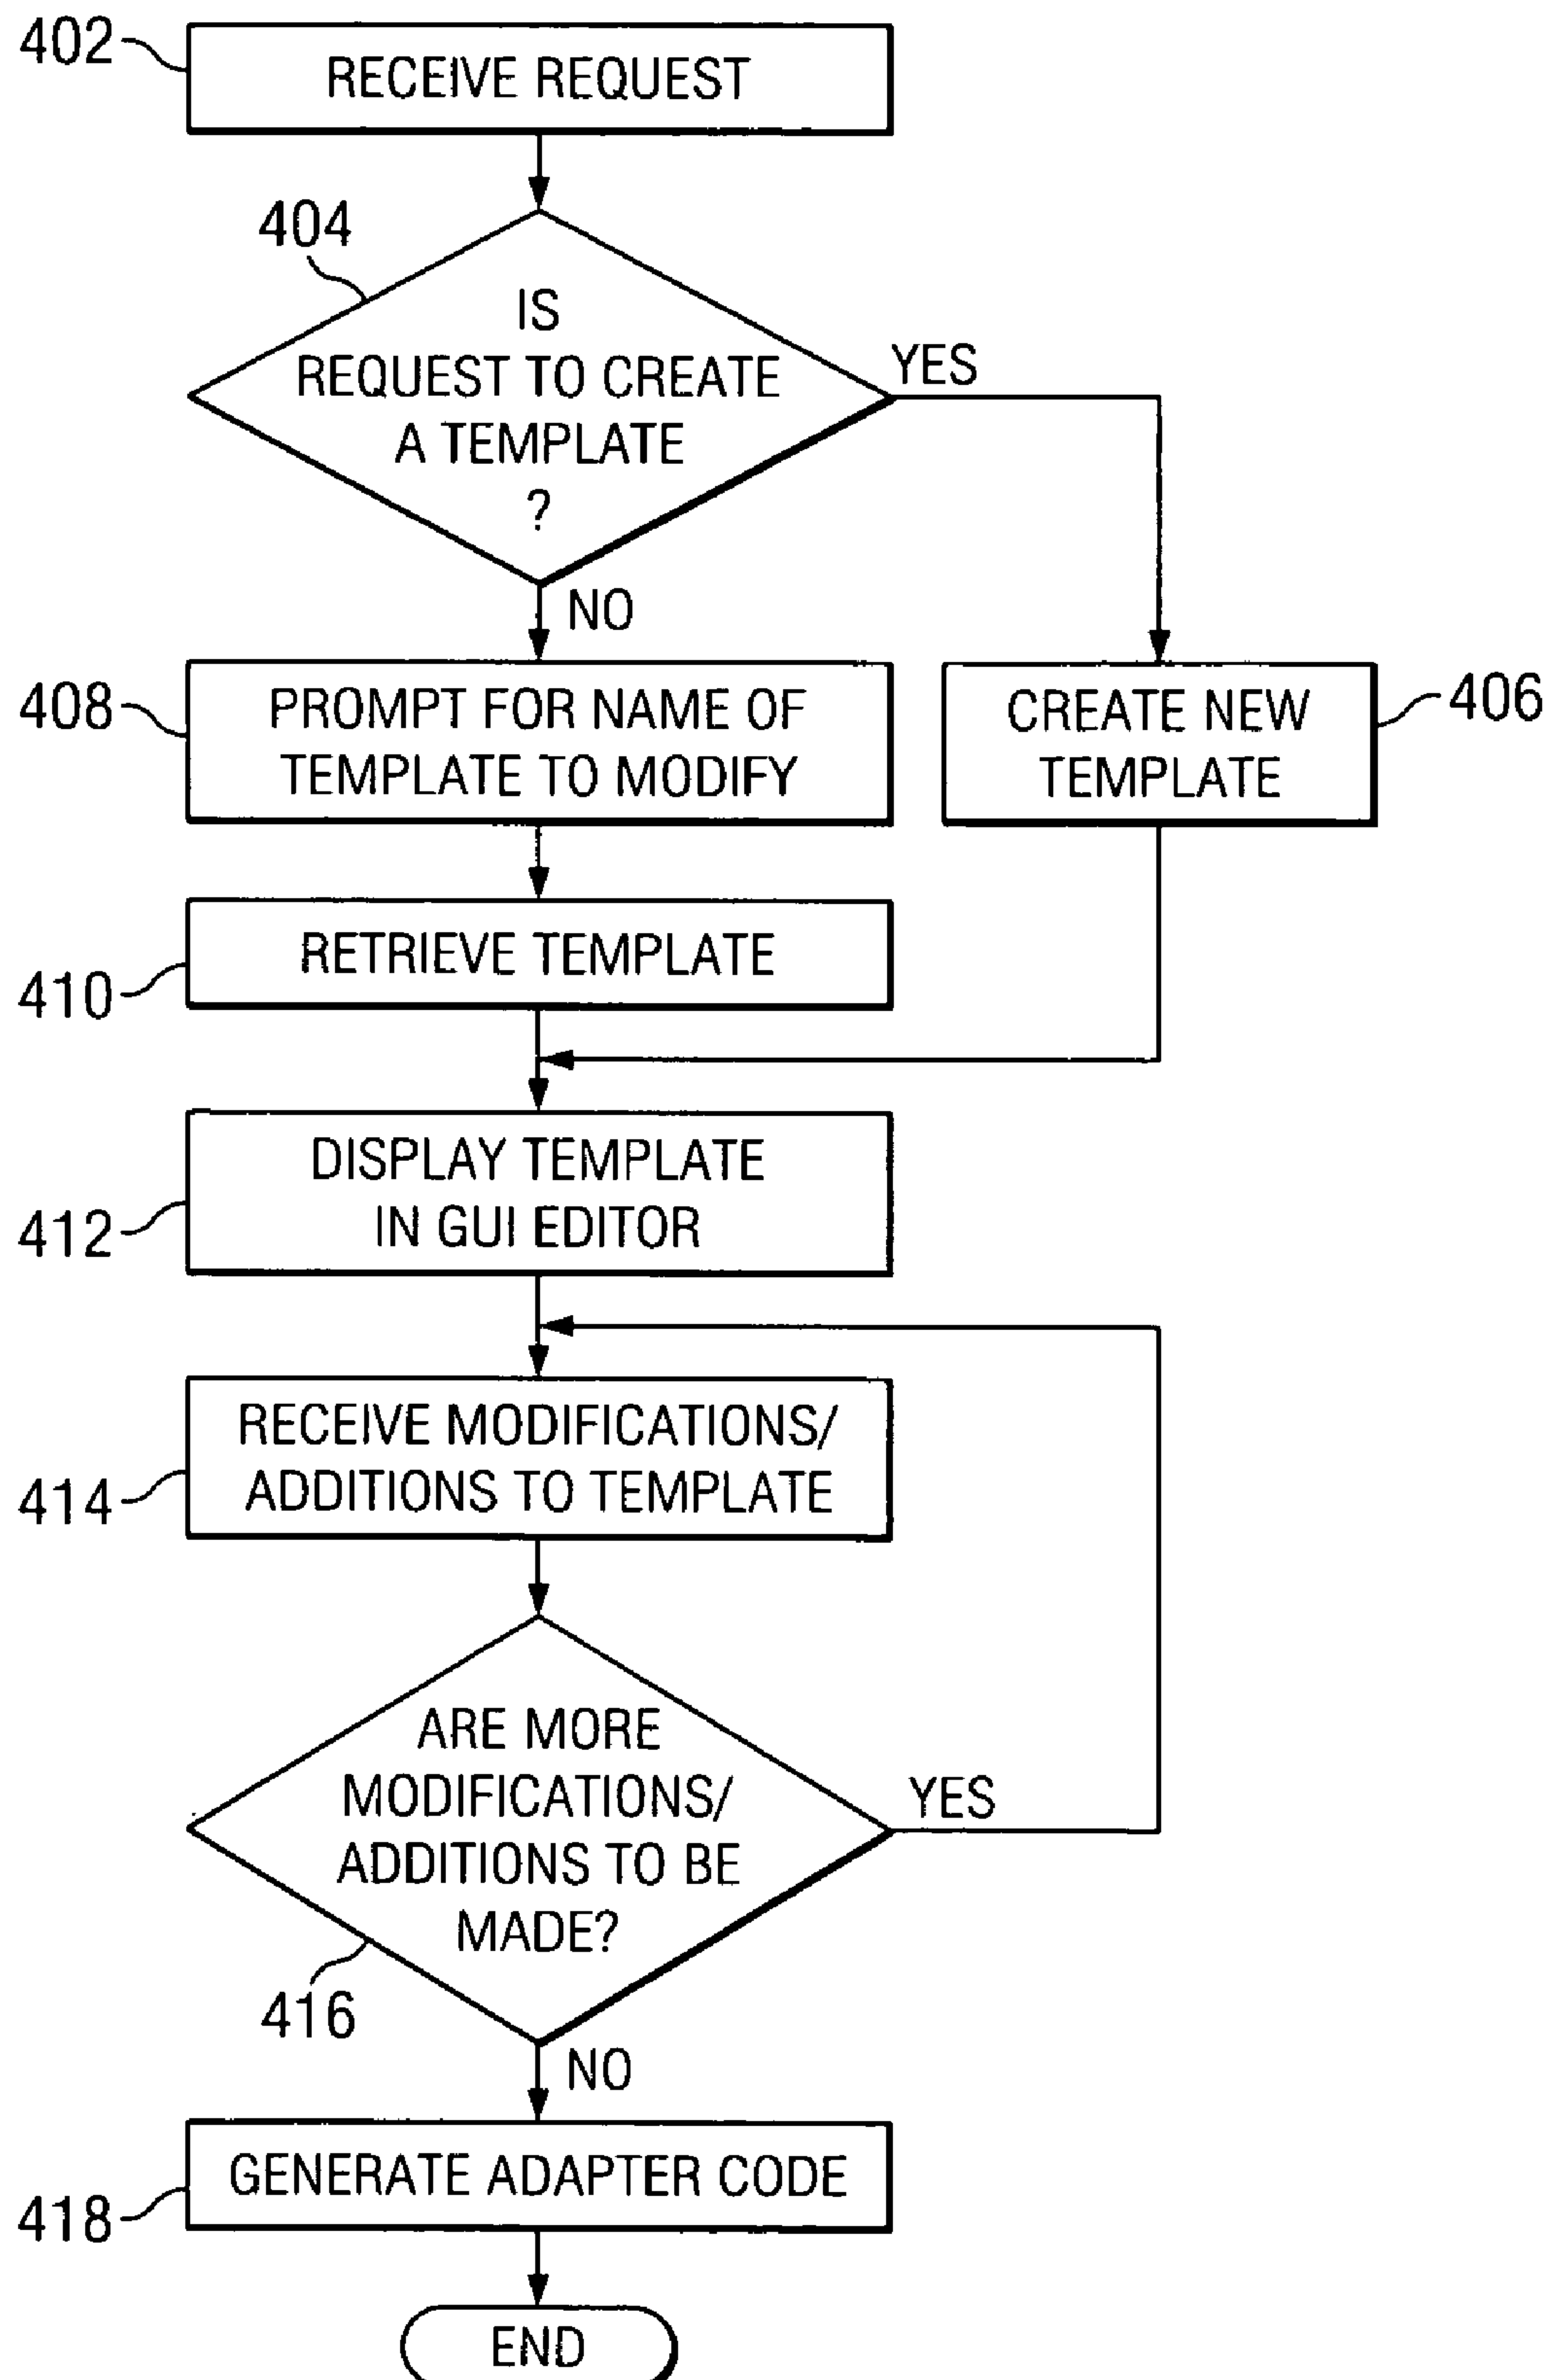 402
RECEIVE REQUEST
404
IS
REQUEST TO CREATE
A TEMPLATE
?
YES
NO
408
PROMPT FOR NAME OF
TEMPLATE TO MODIFY
CREATE NEW
TEMPLATE
406
RETRIEVE TEMPLATE
410
DISPLAY TEMPLATE
IN GUI EDITOR
412
RECEIVE MODIFICATIONS/
ADDITIONS TO TEMPLATE
414
ARE MORE
MODIFICATIONS/
ADDITIONS TO BE
MADE?
YES
416
NO
GENERATE ADAPTER CODE
418
END